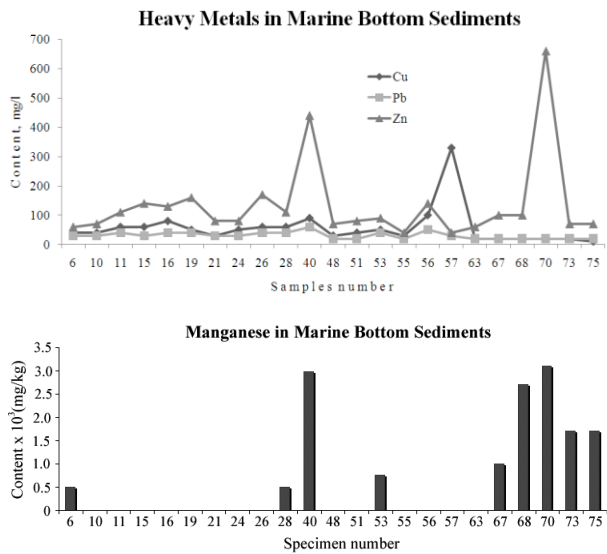 Heavy Metals in Marine Bottom Sediments
700
600
500
400
300
200
100
0
Content, mg/l
Cu
Pb
Zn
6 10 11 15 16 19 21 24 26 28 40 48 51 53 55 56 57 63 67 68 70 73 75
Samples number
Manganese in Marine Bottom Sediments
3.5
3.0
2.5
2.0
1.5
1.0
0.5
0
Content x 10³(mg/kg)
6 10 11 15 16 19 21 24 26 28 40 48 51 53 55 56 57 63 67 68 70 73 75
Specimen number